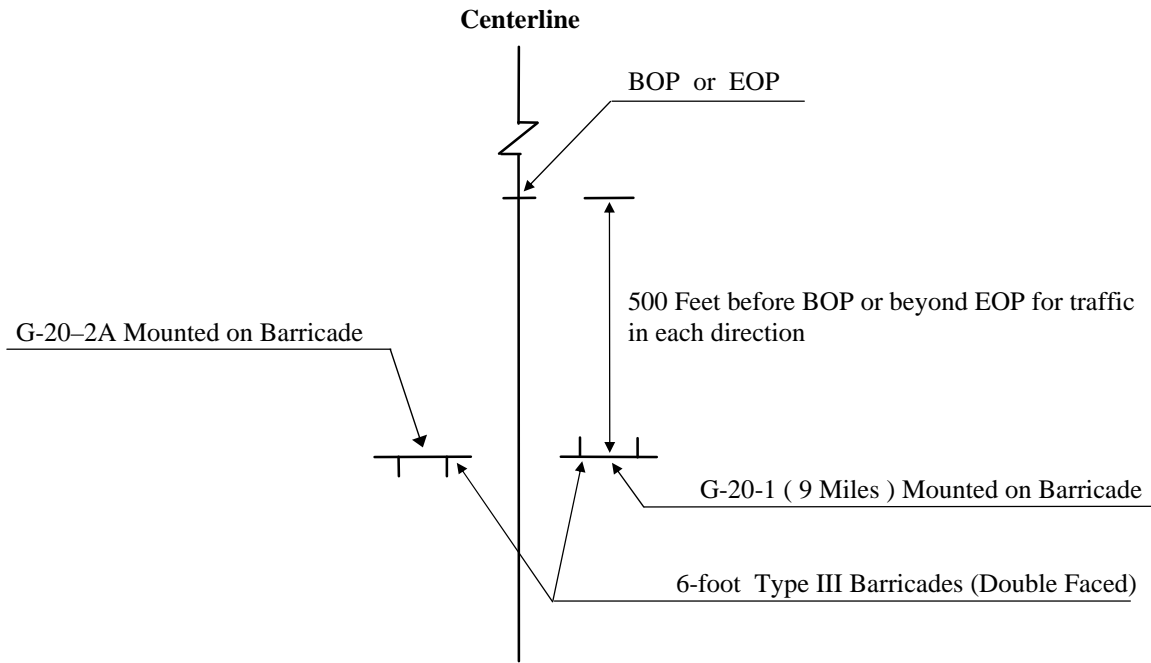 Centerline
BOP or EOP
500 Feet before BOP or beyond EOP for traffic
in each direction
G-20–2A Mounted on Barricade
G-20-1 ( 9 Miles ) Mounted on Barricade
6-foot Type III Barricades (Double Faced)